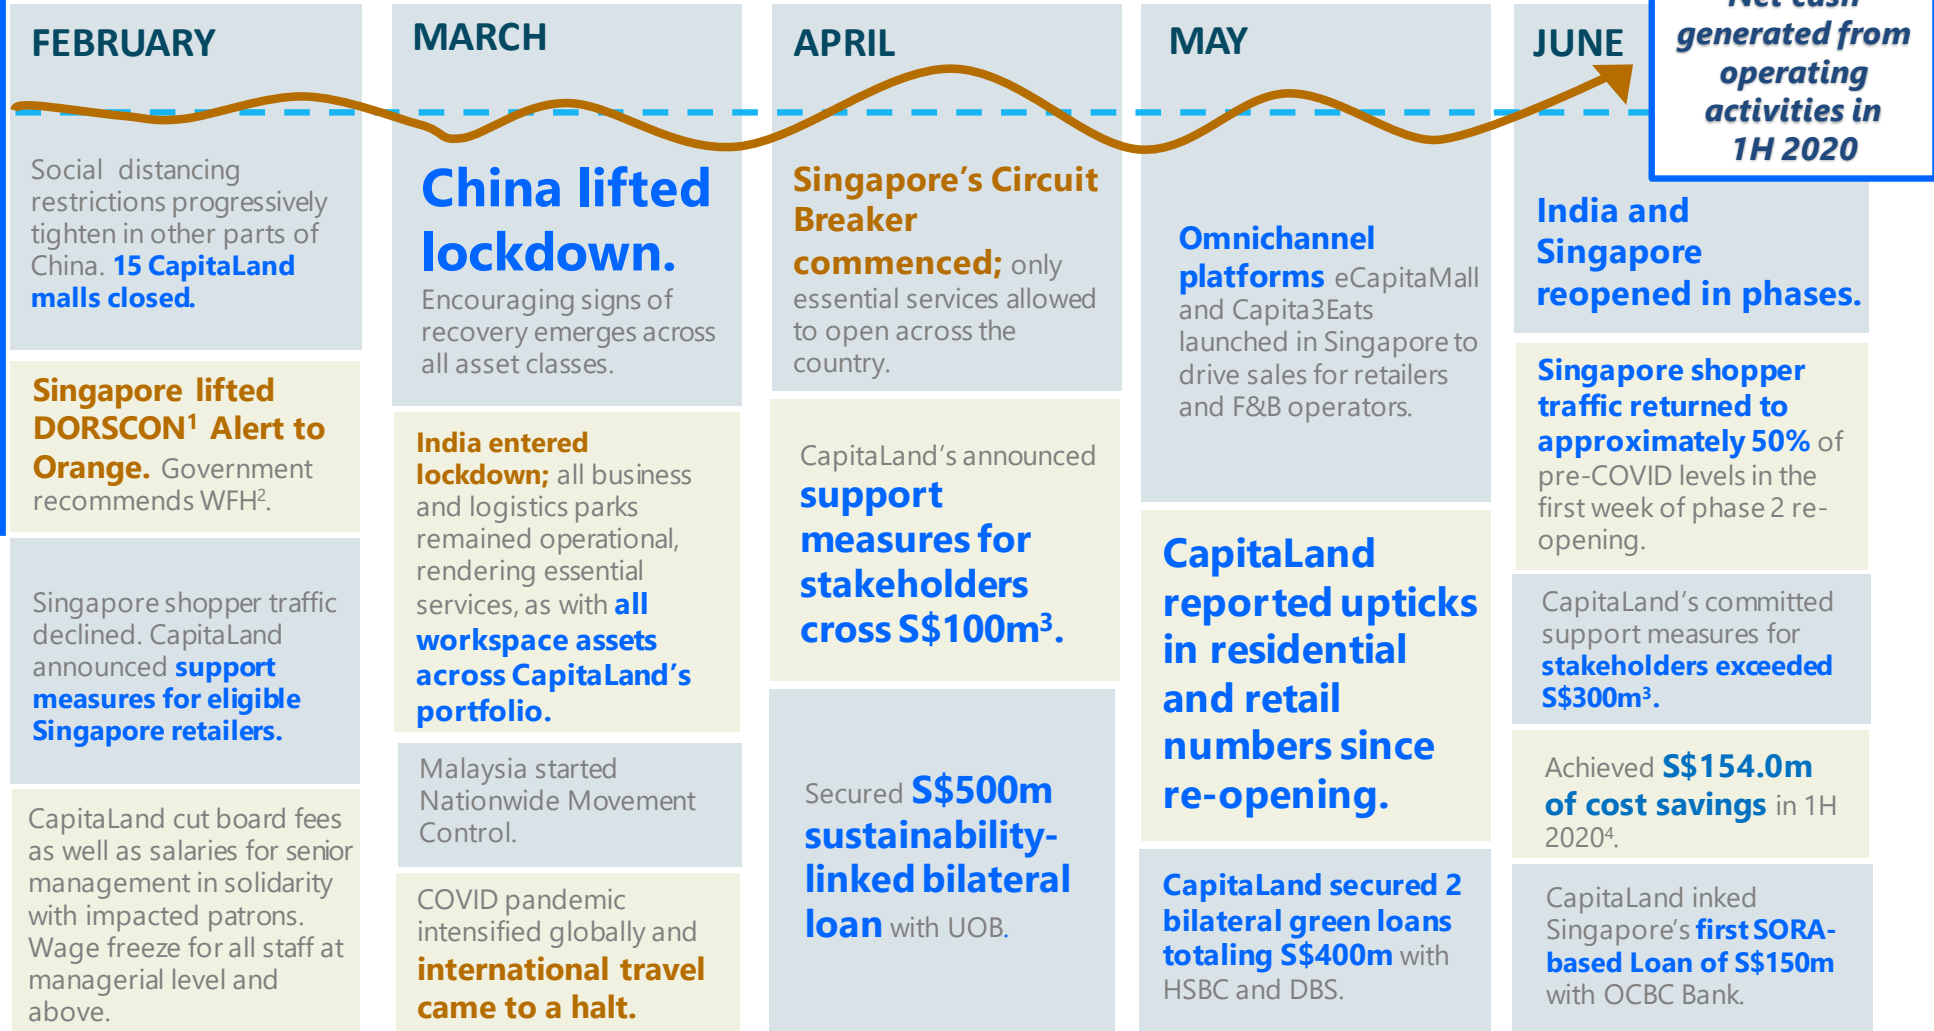 FEBRUARY
Social distancing
restrictions progressively
tighten in other parts of
China. 15 CapitaLand
malls closed.
Singapore lifted
DORSCON¹ Alert to
Orange. Government
recommends WFH².
Singapore shopper traffic
declined. CapitaLand
announced support
measures for eligible
Singapore retailers.
CapitaLand cut board fees
as well as salaries for senior
management in solidarity
with impacted patrons.
Wage freeze for all staff at
managerial level and
above.
MARCH
China lifted
lockdown.
Encouraging signs of
recovery emerges across
all asset classes.
India entered
lockdown; all business
and logistics parks
remained operational,
rendering essential
services, as with all
workspace assets
across CapitaLand's
portfolio.
Malaysia started
Nationwide Movement
Control.
COVID pandemic
intensified globally and
international travel
came to a halt.
APRIL
Singapore's Circuit
Breaker
commenced; only
essential services allowed
to open across the
country.
CapitaLand's announced
support
measures for
stakeholders
cross S$100m³.
Secured S$500m
sustainability-
linked bilateral
loan with UOB.
MAY
Omnichannel
platforms eCapitaMall
and Capita3Eats
launched in Singapore to
drive sales for retailers
and F&B operators.
CapitaLand
reported upticks
in residential
and retail
numbers since
re-opening.
CapitaLand secured 2
bilateral green loans
totaling S$400m with
HSBC and DBS.
JUNE
Net cash
generated from
operating
activities in
1H 2020
India and
Singapore
reopened in phases.
Singapore shopper
traffic returned to
approximately 50% of
pre-COVID levels in the
first week of phase 2 re-
opening.
CapitaLand's committed
support measures for
stakeholders exceeded
S$300m³.
Achieved S$154.0m
of cost savings in 1H
2020⁴.
CapitaLand inked
Singapore's first SORA-
based Loan of S$150m
with OCBC Bank.